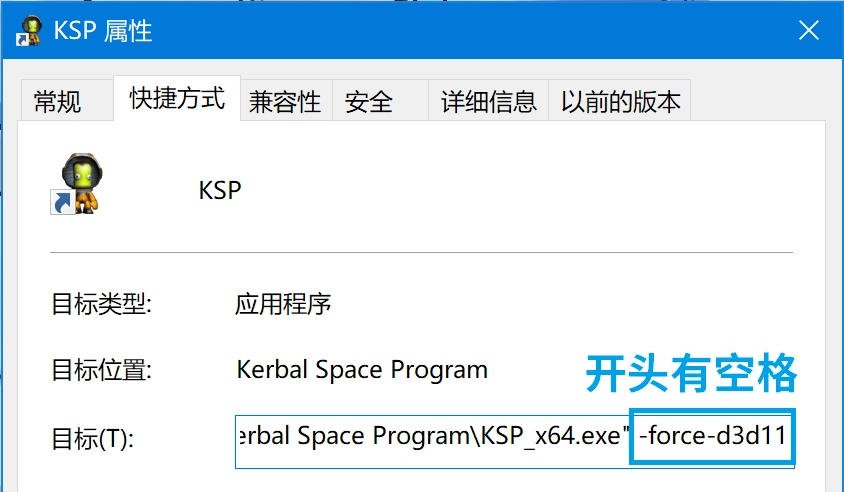 KSP 属性
常规 快捷方式 兼容性 安全 详细信息 以前的版本
KSP
目标类型: 应用程序
目标位置: Kerbal Space Program
开头有空格
目标(T): erbal Space Program\KSP_x64.exe" -force-d3d11